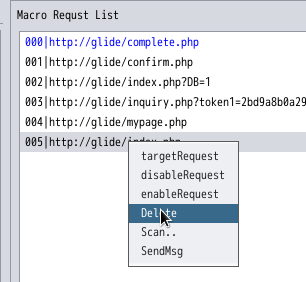 Macro Requst List
000|http://glide/complete.php
001|http://glide/confirm.php
002|http://glide/index.php?DB=1
003|http://glide/inquiry.php?token1=2bd9a8b0a29
004|http://glide/mypage.php
005|http://glide/index.php
targetRequest
disableRequest
enableRequest
Delete
Scan..
SendMsg